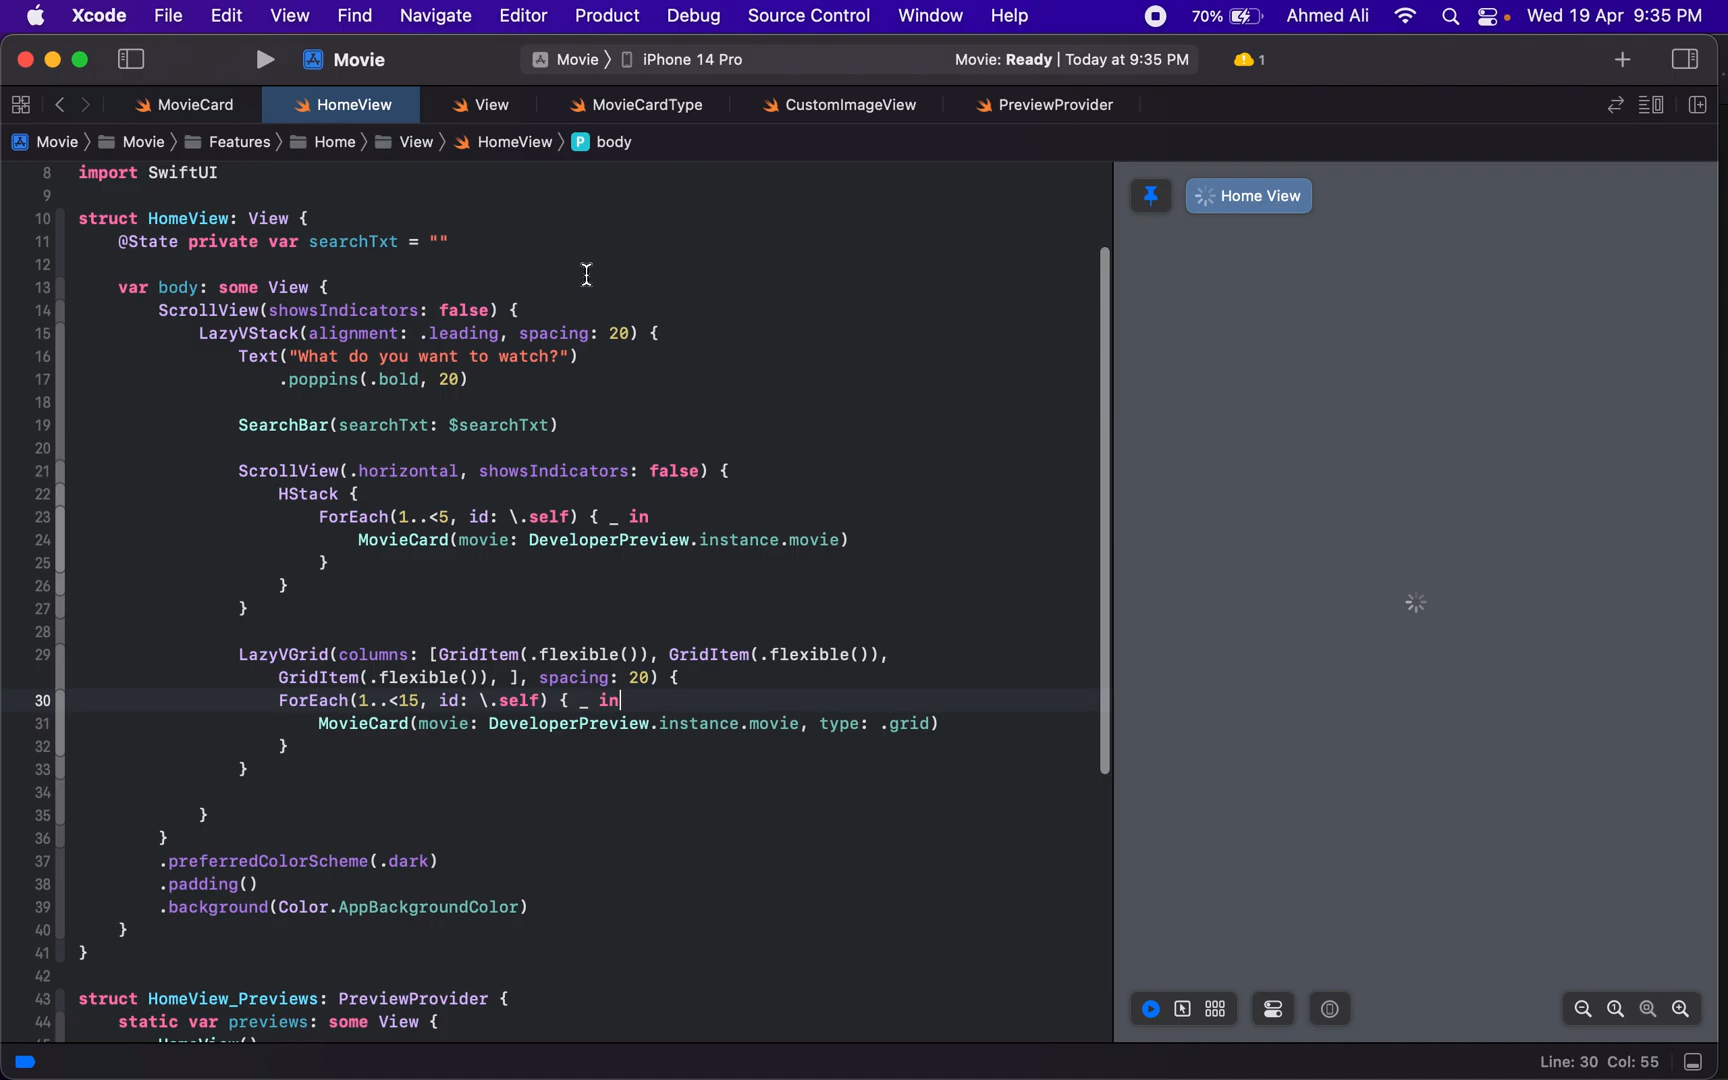 Xcode File Edit View Find Navigate Editor Product Debug Source Control Window Help 70% Ahmed Ali Wed 19 Apr 9:35 PM
Movie Movie 〉 iPhone 14 Pro Movie: Ready | Today at 9:35 PM 1
MovieCard HomeView View MovieCardType CustomImageView PreviewProvider
Movie 〉 Movie 〉 Features 〉 Home 〉 View 〉 HomeView 〉 P body
8 import SwiftUI
9
10 struct HomeView: View {
11 @State private var searchTxt = ""
12
13 var body: some View {
14 ScrollView(showsIndicators: false) {
15 LazyVStack(alignment: .leading, spacing: 20) {
16 Text("What do you want to watch?")
17 .poppins(.bold, 20)
18
19 SearchBar(searchTxt: $searchTxt)
20
21 ScrollView(.horizontal, showsIndicators: false) {
22 HStack {
23 ForEach(1..<5, id: \.self) { _ in
24 MovieCard(movie: DeveloperPreview.instance.movie)
25 }
26 }
27 }
28
29 LazyVGrid(columns: [GridItem(.flexible()), GridItem(.flexible()),
GridItem(.flexible()), ], spacing: 20) {
30 ForEach(1..<15, id: \.self) { _ in
31 MovieCard(movie: DeveloperPreview.instance.movie, type: .grid)
32 }
33 }
34
35 }
36 }
37 .preferredColorScheme(.dark)
38 .padding()
39 .background(Color.AppBackgroundColor)
40 }
41 }
42
43 struct HomeView_Previews: PreviewProvider {
44 static var previews: some View {
Home View
Line: 30 Col: 55